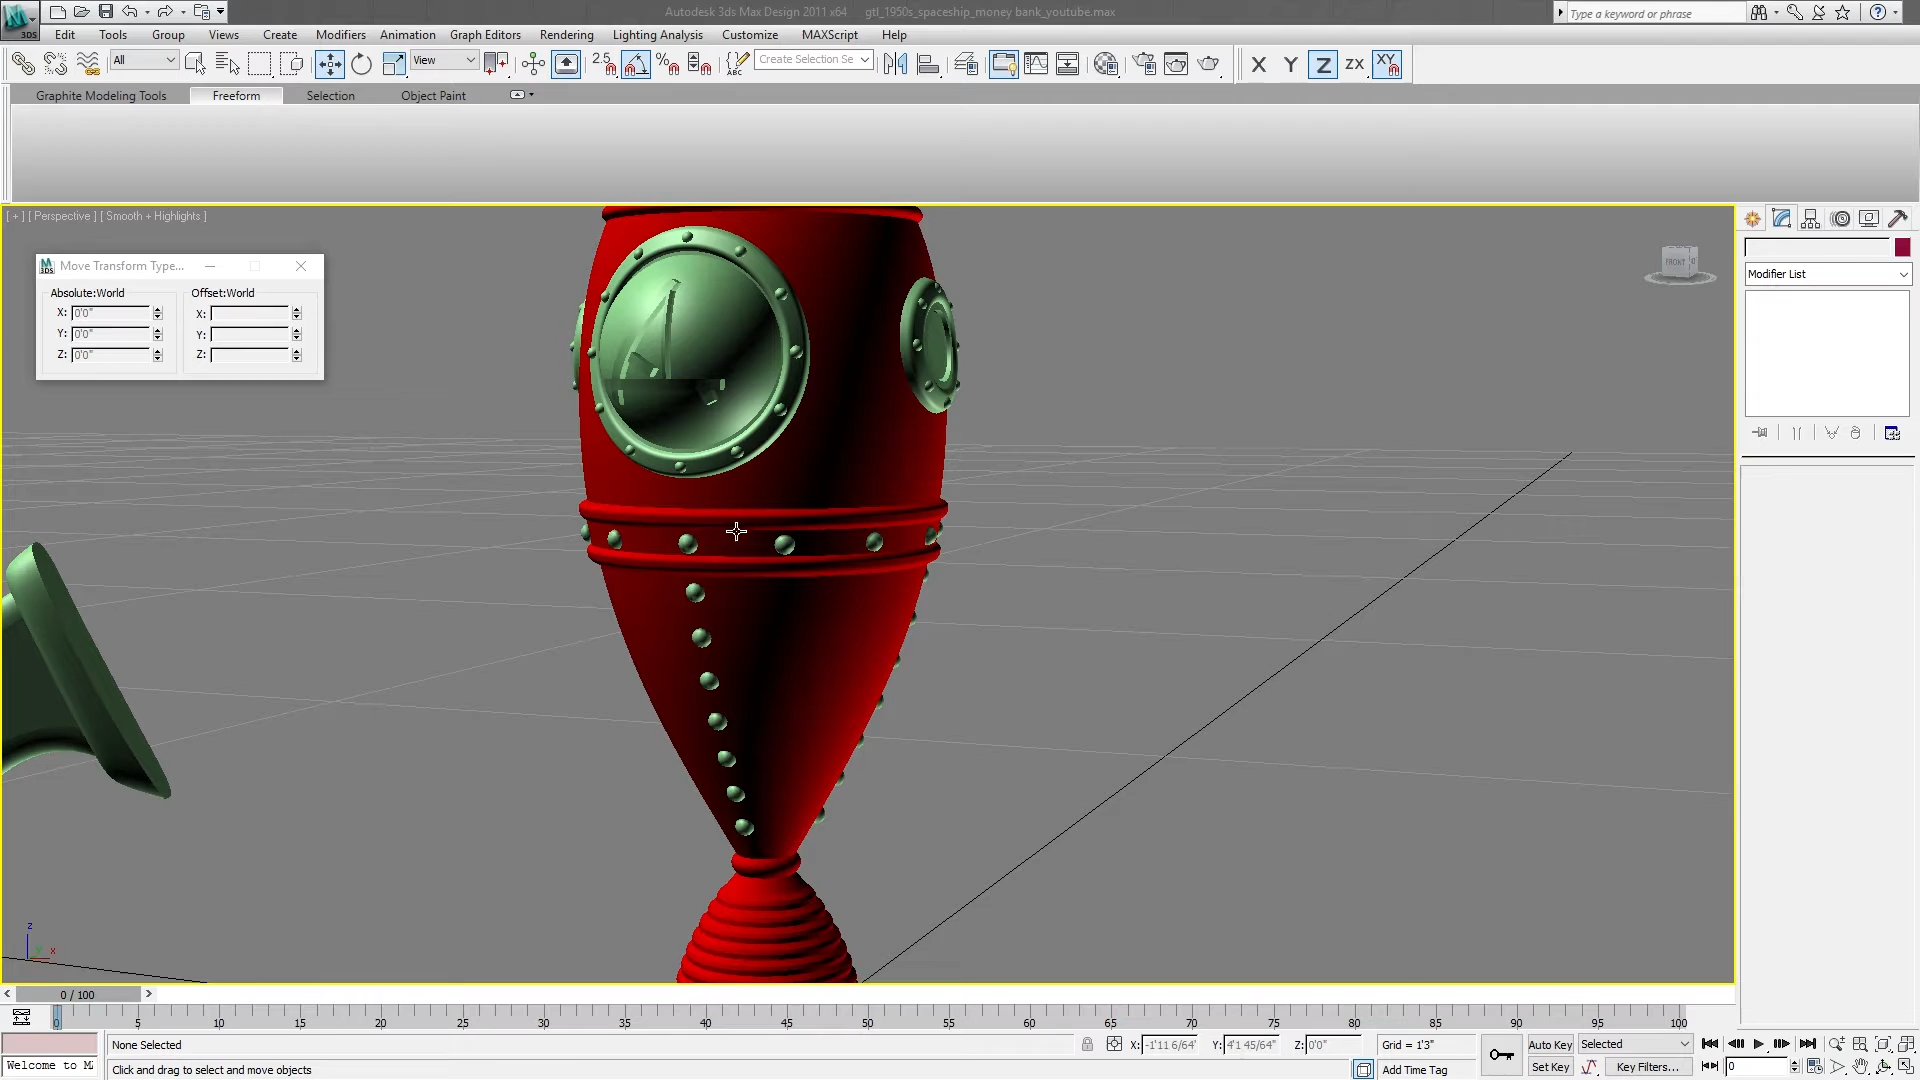 Autodesk 3ds Max Design 2011 x64    gtl_1950s_spaceship_money bank_youtube.max
Type a keyword or phrase
3DS
Edit Tools Group Views Create Modifiers Animation Graph Editors Rendering Lighting Analysis Customize MAXScript Help
All View 2.5 % ABC Create Selection Se X Y Z ZX XY
Graphite Modeling Tools Freeform Selection Object Paint
[ + ] [ Perspective ] [ Smooth + Highlights ]
Move Transform Type...
Absolute:World Offset:World
X: 0'0" X:
Y: 0'0" Y:
Z: 0'0" Z:
FRONT
Modifier List
z
y x
0 / 100
0 5 10 15 20 25 30 35 40 45 50 55 60 65 70 75 80 85 90 95 100
None Selected X: -1'11 6/64" Y: 4'1 45/64" Z: 0'0" Grid = 1'3" Auto Key Selected
Welcome to Click and drag to select and move objects Add Time Tag Set Key Key Filters... 0